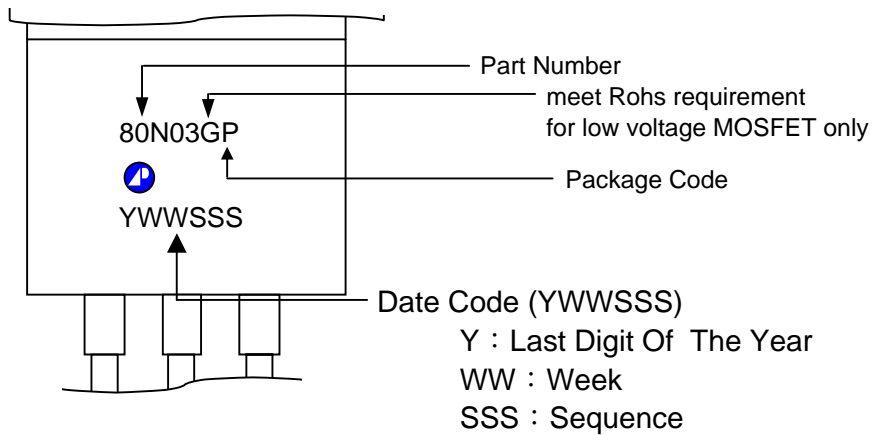 Part Number
meet Rohs requirement
for low voltage MOSFET only
80N03GP
Package Code
YWWSSS
Date Code (YWWSSS)
Y：Last Digit Of The Year
WW：Week
SSS：Sequence